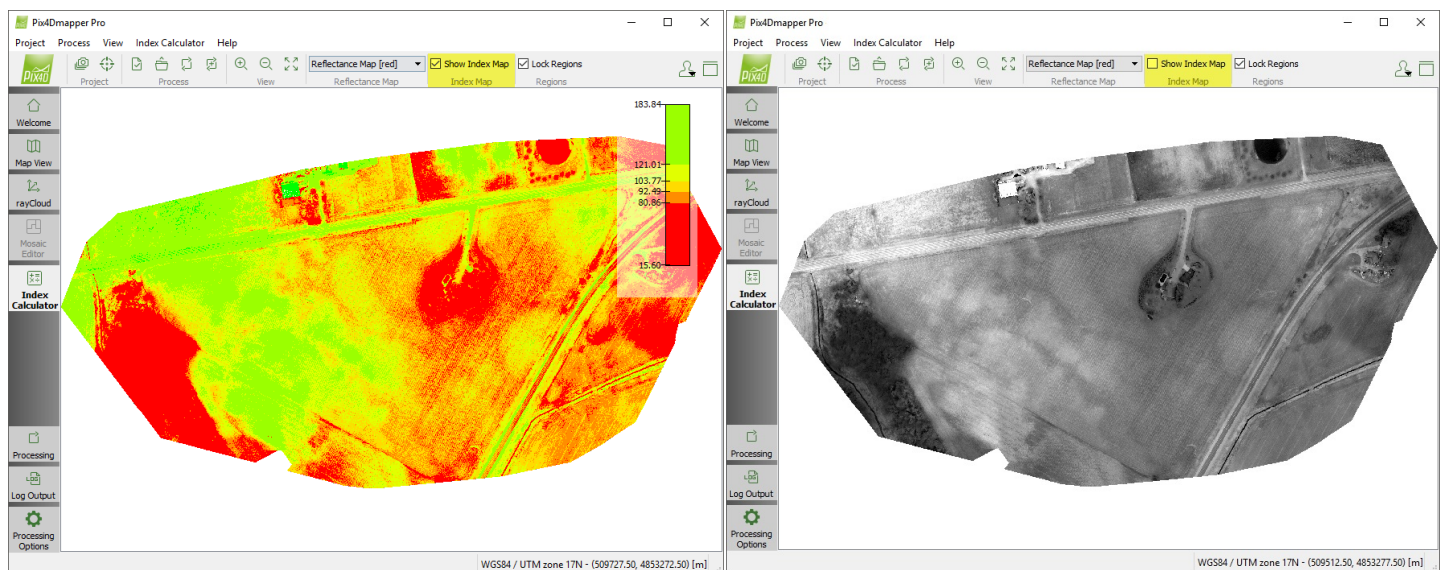 Pix4Dmapper Pro
Project Process View Index Calculator Help
PIX4D
Reflectance Map [red]
Show Index Map
Lock Regions
Project
Process
View
Reflectance Map
Index Map
Regions
Welcome
Map View
rayCloud
Mosaic
Editor
Index
Calculator
Processing
Log Output
Processing
Options
183.84
121.01
103.77
92.49
80.86
15.60
WGS84 / UTM zone 17N - (509727.50, 4853272.50) [m]
Pix4Dmapper Pro
Project Process View Index Calculator Help
PIX4D
Reflectance Map [red]
Show Index Map
Lock Regions
Project
Process
View
Reflectance Map
Index Map
Regions
Welcome
Map View
rayCloud
Mosaic
Editor
Index
Calculator
Processing
Log Output
Processing
Options
WGS84 / UTM zone 17N - (509512.50, 4853277.50) [m]